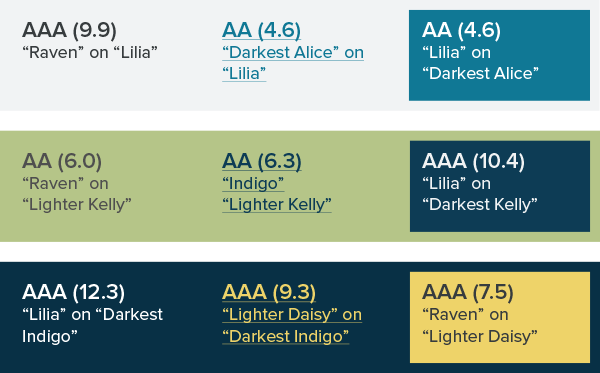 AAA (9.9)
“Raven” on “Lilia”
AA (4.6)
“Darkest Alice” on
“Lilia”
AA (4.6)
“Lilia” on
“Darkest Alice”
AA (6.0)
“Raven” on
“Lighter Kelly”
AA (6.3)
“Indigo”
“Lighter Kelly”
AAA (10.4)
“Lilia” on
“Darkest Kelly”
AAA (12.3)
“Lilia” on “Darkest
Indigo”
AAA (9.3)
“Lighter Daisy” on
“Darkest Indigo”
AAA (7.5)
“Raven” on
“Lighter Daisy”